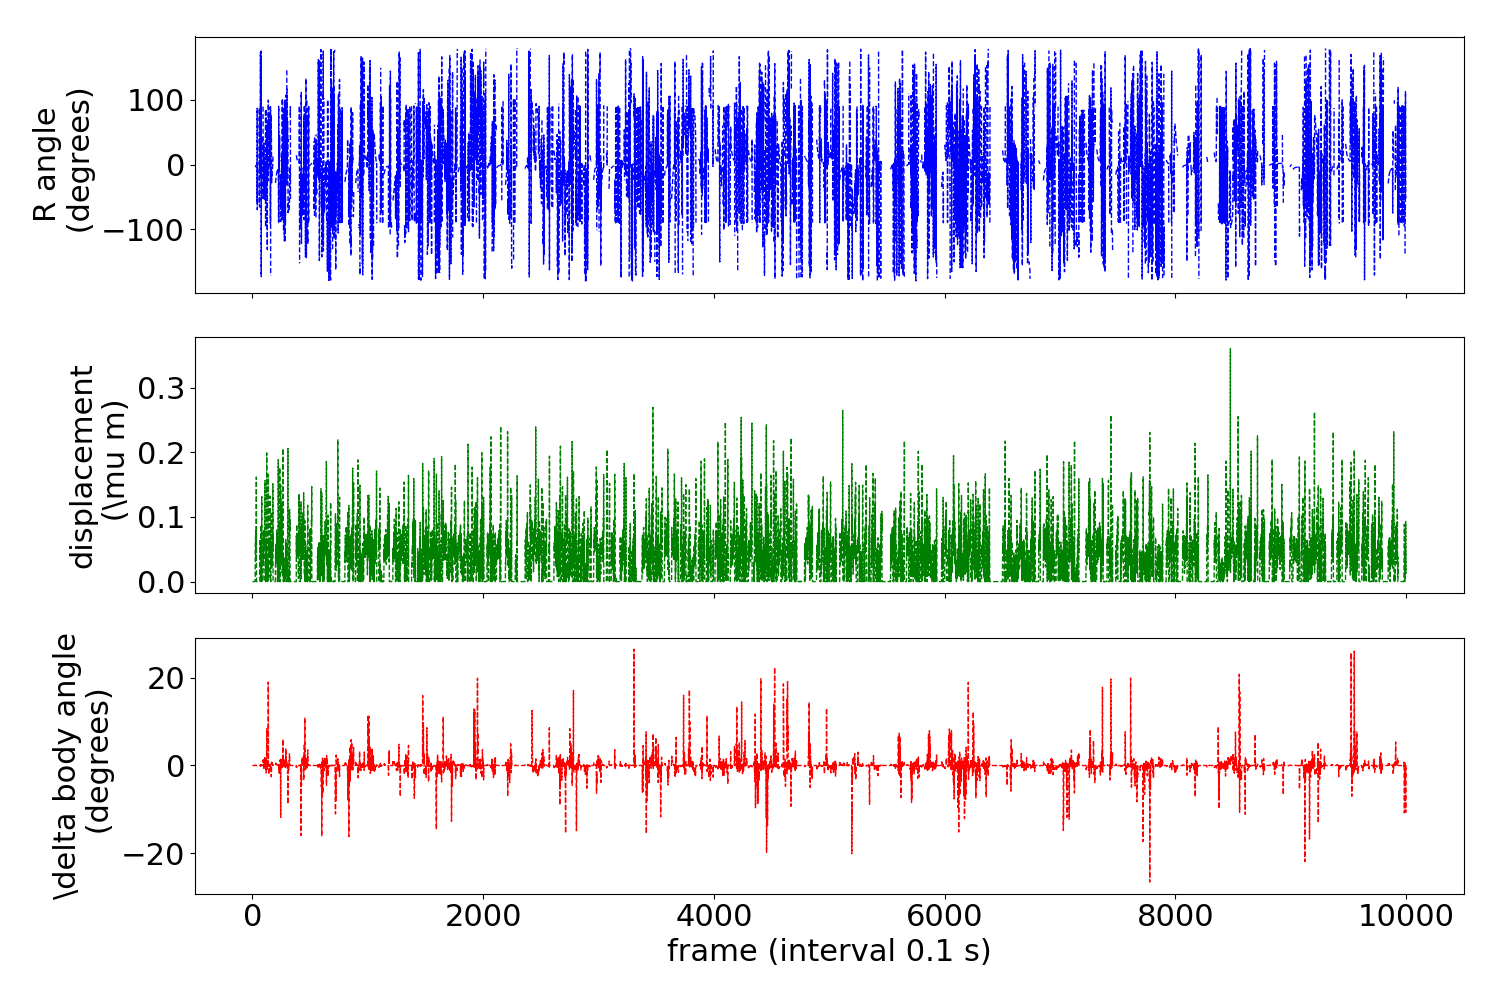 R angle
(degrees)
100
0
−100
displacement
(\mu m)
0.3
0.2
0.1
0.0
\delta body angle
(degrees)
20
0
−20
0 2000 4000 6000 8000 10000
frame (interval 0.1 s)